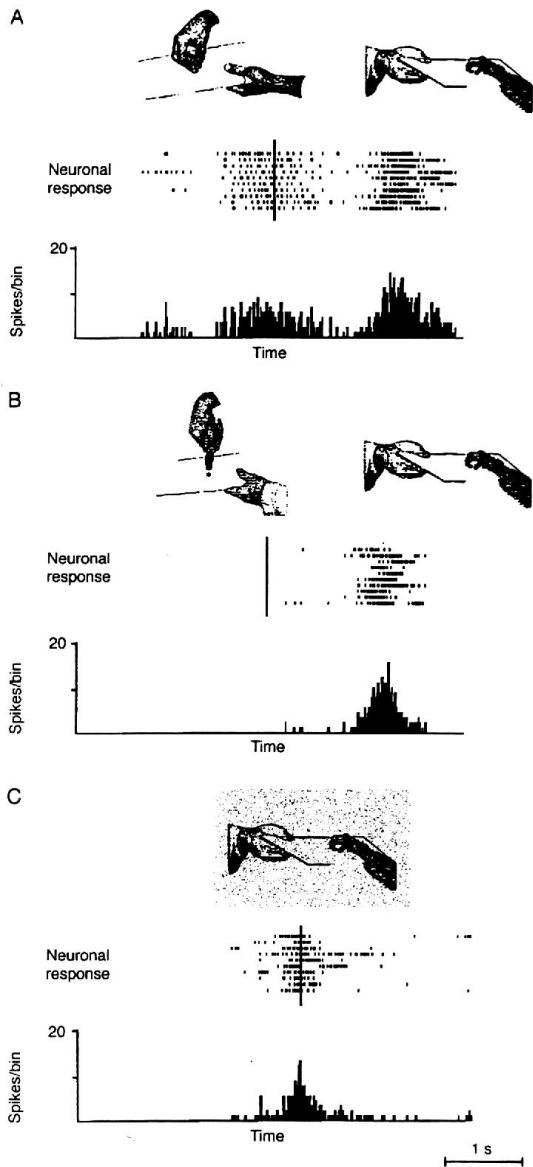 A
Neuronal
response
20
Spikes/bin
Time
B
Neuronal
response
20
Spikes/bin
Time
C
Neuronal
response
20
Spikes/bin
Time
1 s